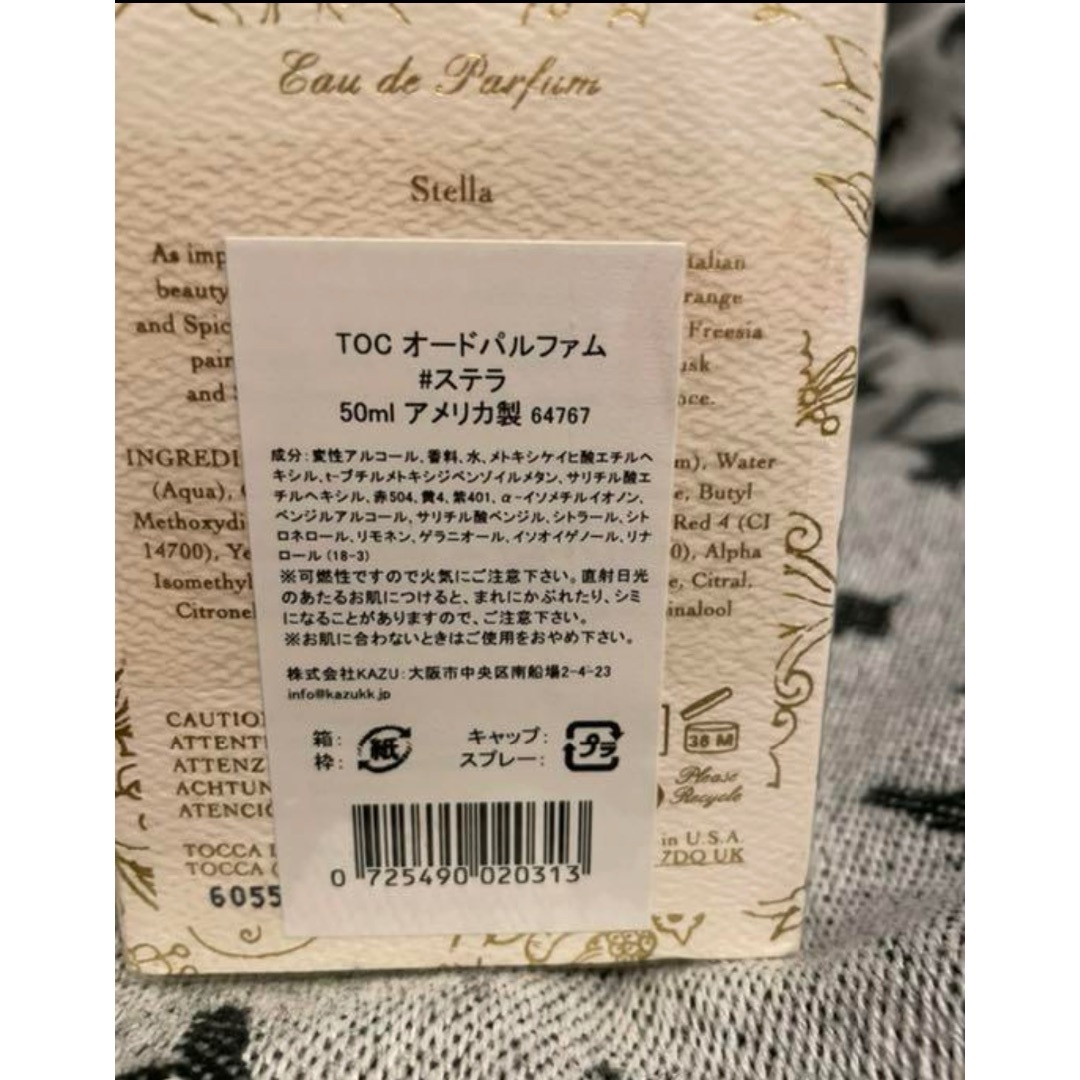 Eau de Parfum
Stella
As imp
talian
beauty
range
and Spic
Freesia
pair
usk
and
nce.
TOC オードパルファム
#ステラ
50ml アメリカ製 64767
成分:変性アルコール、香料、水、メトキシケイヒ酸エチルヘ
キシル、t-ブチルメトキシジベンゾイルメタン、サリチル酸エ
チルヘキシル、赤504、黄4、紫401、α-イソメチルイオノン、
ベンジルアルコール、サリチル酸ベンジル、シトラール、シト
ロネロール、リモネン、ゲラニオール、イソオイゲノール、リナ
ロール(18-3)
※可燃性ですので火気にご注意下さい。直射日光
のあたるお肌につけると、まれにかぶれたり、シミ
になることがありますので、ご注意下さい。
※お肌に合わないときはご使用をおやめ下さい。
株式会社KAZU:大阪市中央区南船場2-4-23
info@kazukk.jp
箱: 紙 キャップ: プラ
枠: スプレー:
0 725490 020313
INGREDI
m), Water
(Aqua),
e, Butyl
Methoxydi
Red 4 (CI
14700), Ye
0), Alpha
Isomethyl
e, Citral,
Citronel
inalool
CAUTIO
ATTENT
ATTENZ
ACHTUN
ATENCI
36 M
Please
Recycle
TOCCA
in U.S.A.
TOCCA
7DQ UK
6055